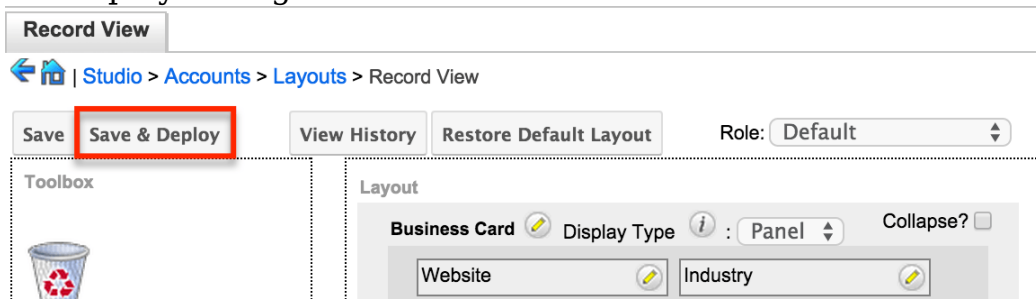 Record View
| Studio > Accounts > Layouts > Record View
Save Save & Deploy View History Restore Default Layout Role: Default
Toolbox
Layout
Business Card Display Type i : Panel Collapse?
Website Industry